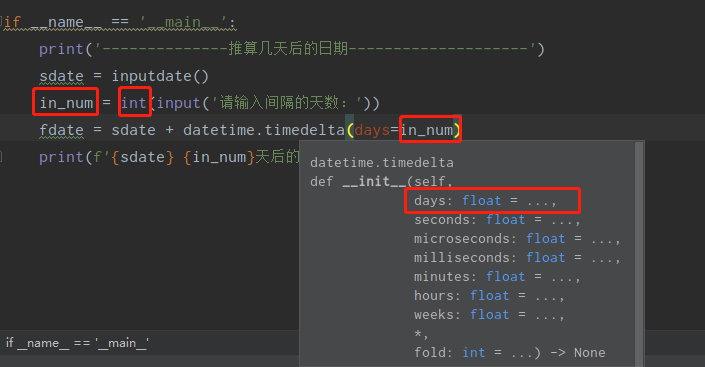 if __name__ == '__main__':
print('--------------推算几天后的日期--------------------')
sdate = inputdate()
in_num = int(input('请输入间隔的天数：'))
fdate = sdate + datetime.timedelta(days=in_num)
print(f'{sdate} {in_num}天后的
datetime.timedelta
def __init__(self,
days: float = ...,
seconds: float = ...,
microseconds: float = ...,
milliseconds: float = ...,
minutes: float = ...,
hours: float = ...,
weeks: float = ...,
*,
fold: int = ...) -> None
if __name__ == '__main__'